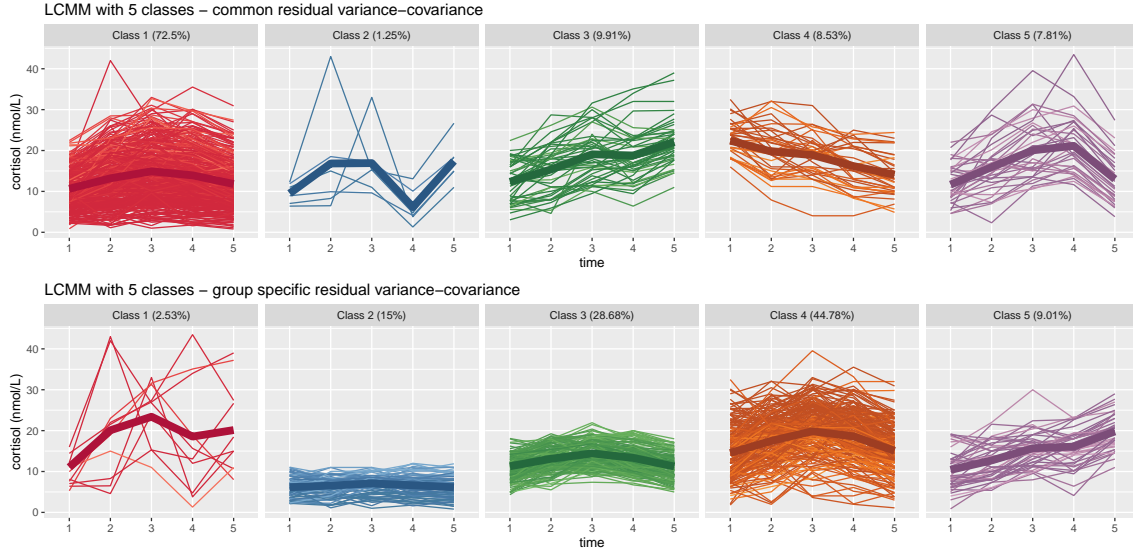 LCMM with 5 classes − common residual variance−covariance
Class 1 (72.5%) Class 2 (1.25%) Class 3 (9.91%) Class 4 (8.53%) Class 5 (7.81%)
cortisol (nmol/L)
40
30
20
10
0
1 2 3 4 5 1 2 3 4 5 1 2 3 4 5 1 2 3 4 5 1 2 3 4 5
time
LCMM with 5 classes − group specific residual variance−covariance
Class 1 (2.53%) Class 2 (15%) Class 3 (28.68%) Class 4 (44.78%) Class 5 (9.01%)
cortisol (nmol/L)
40
30
20
10
0
1 2 3 4 5 1 2 3 4 5 1 2 3 4 5 1 2 3 4 5 1 2 3 4 5
time